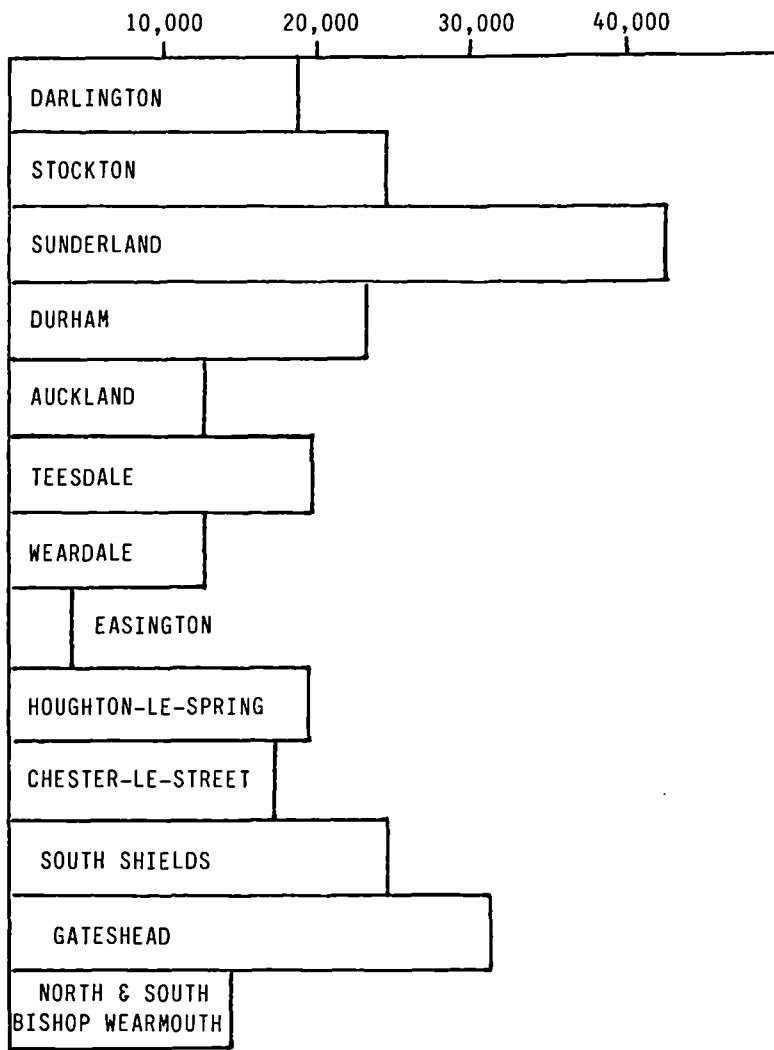 10,000 20,000 30,000 40,000
DARLINGTON
STOCKTON
SUNDERLAND
DURHAM
AUCKLAND
TEESDALE
WEARDALE
EASINGTON
HOUGHTON-LE-SPRING
CHESTER-LE-STREET
SOUTH SHIELDS
GATESHEAD
NORTH & SOUTH
BISHOP WEARMOUTH